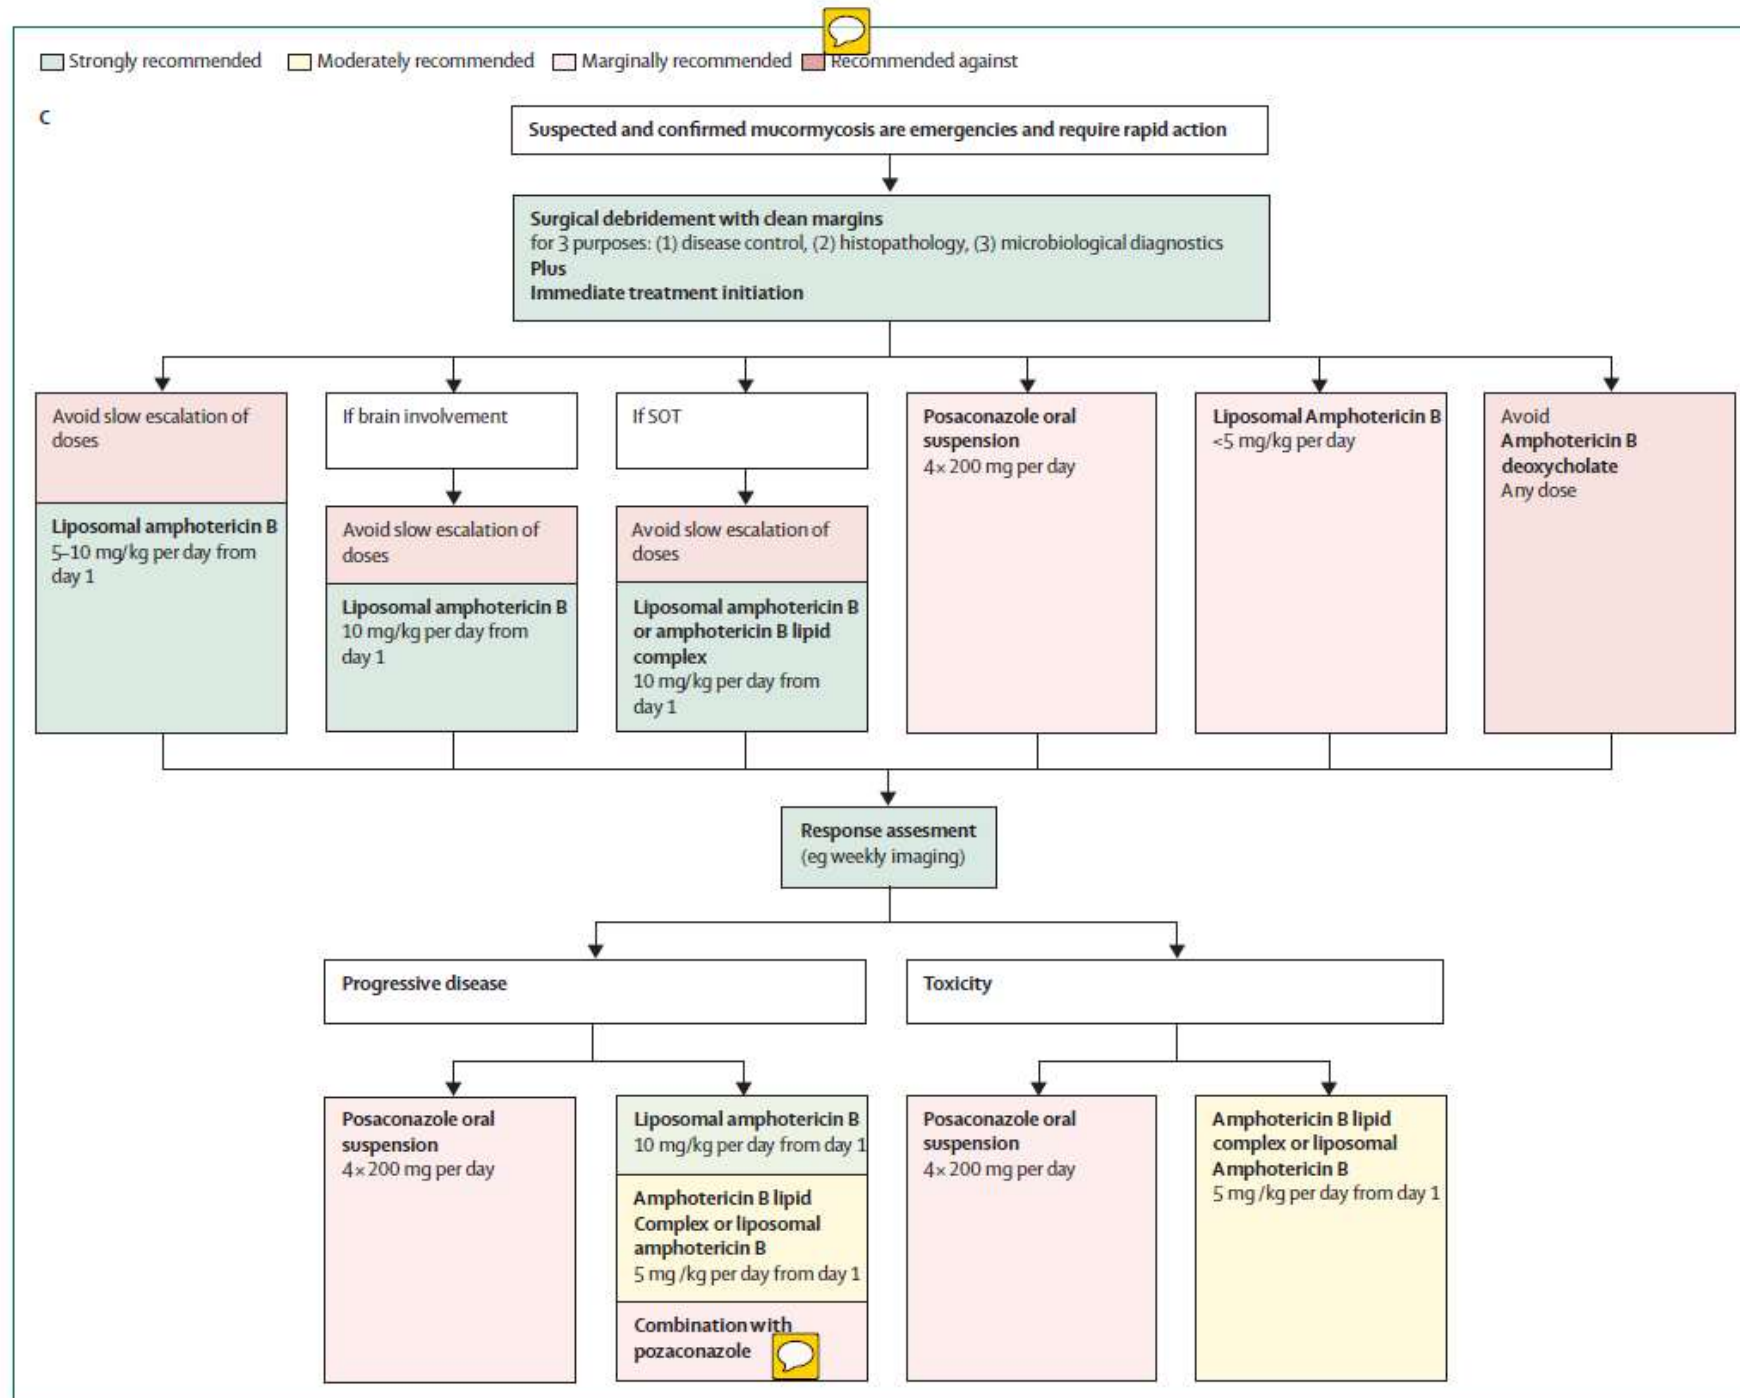 Strongly recommended
Moderately recommended
Marginally recommended
Recommended against
C
Suspected and confirmed mucormycosis are emergencies and require rapid action
Surgical debridement with clean margins
for 3 purposes: (1) disease control, (2) histopathology, (3) microbiological diagnostics
Plus
Immediate treatment initiation
Avoid slow escalation of
doses
Liposomal amphotericin B
5–10 mg/kg per day from
day 1
If brain involvement
Avoid slow escalation of
doses
Liposomal amphotericin B
10 mg/kg per day from
day 1
If SOT
Avoid slow escalation of
doses
Liposomal amphotericin B
or amphotericin B lipid
complex
10 mg/kg per day from
day 1
Posaconazole oral
suspension
4× 200 mg per day
Liposomal Amphotericin B
<5 mg/kg per day
Avoid
Amphotericin B
deoxycholate
Any dose
Response assesment
(eg weekly imaging)
Progressive disease
Toxicity
Posaconazole oral
suspension
4× 200 mg per day
Liposomal amphotericin B
10 mg/kg per day from day 1
Amphotericin B lipid
Complex or liposomal
amphotericin B
5 mg /kg per day from day 1
Combination with
pozaconazole
Posaconazole oral
suspension
4× 200 mg per day
Amphotericin B lipid
complex or liposomal
Amphotericin B
5 mg /kg per day from day 1